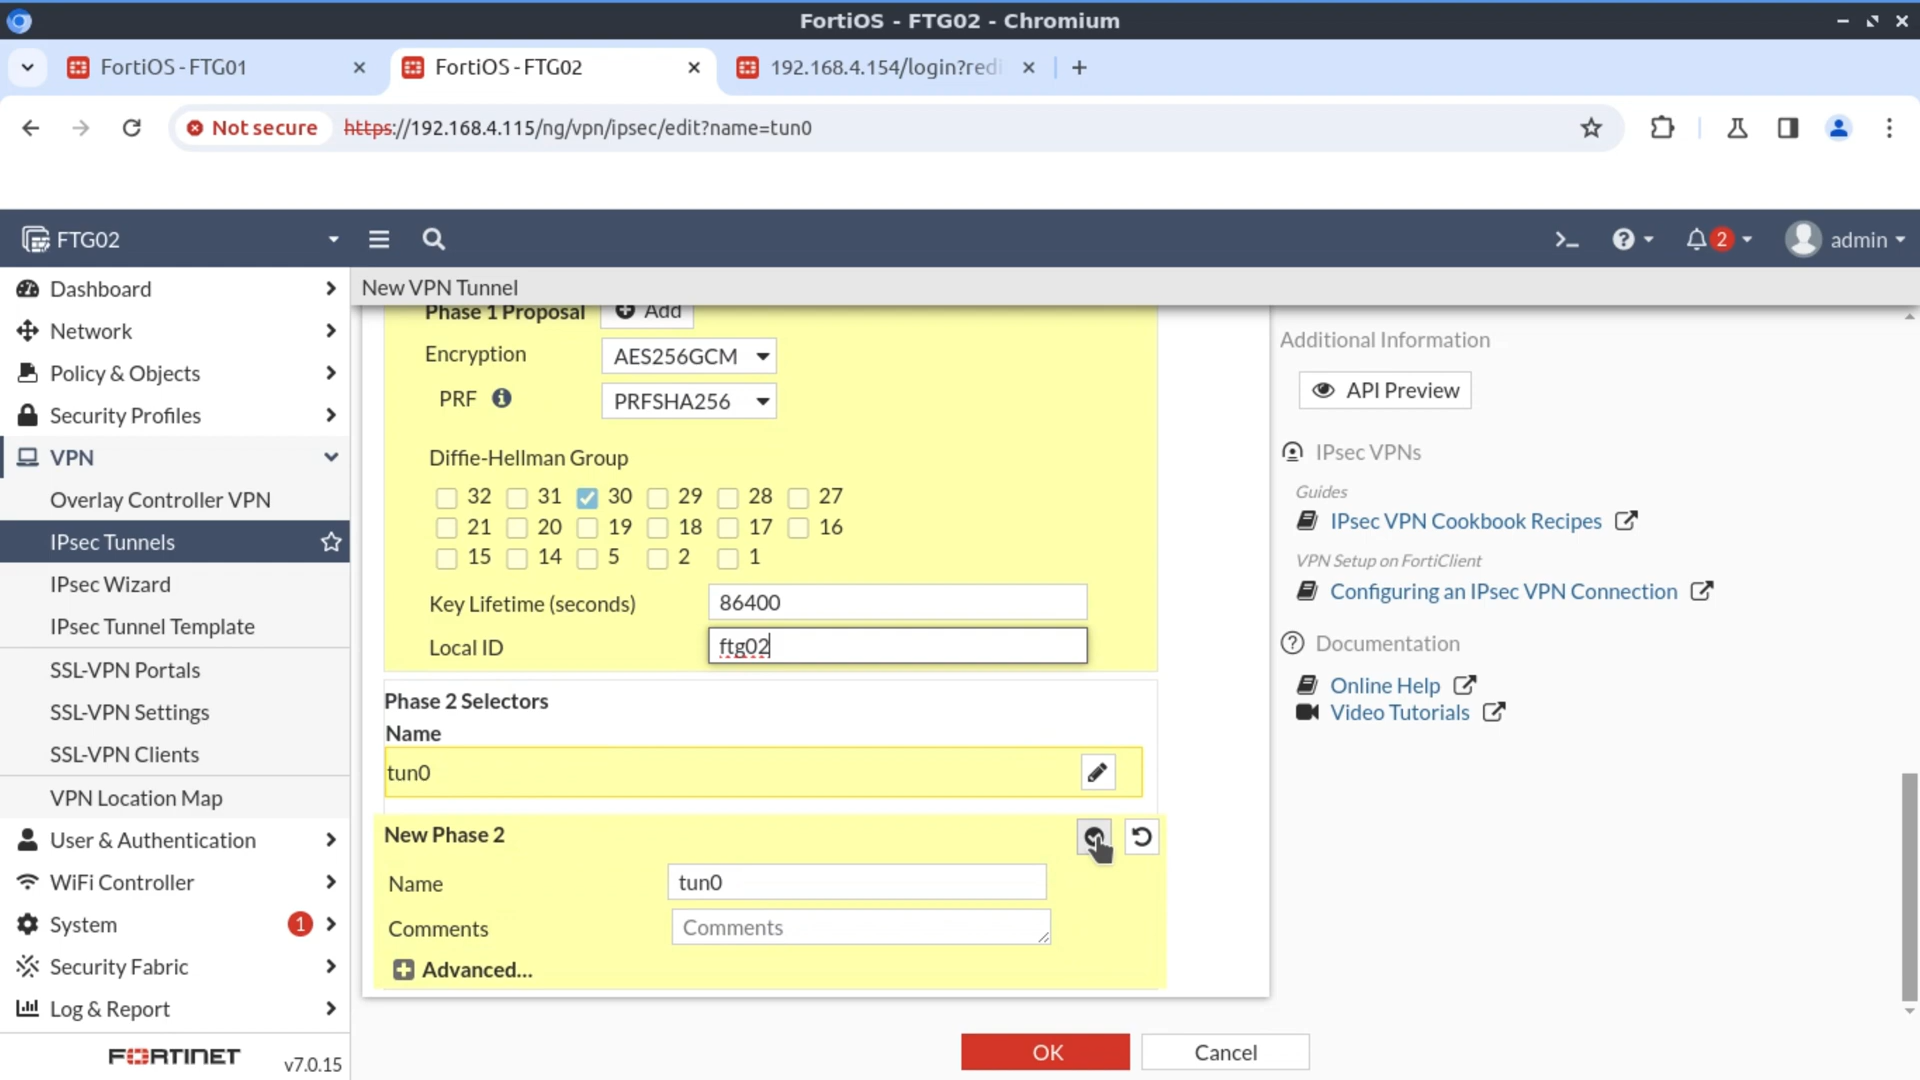 FortiOS - FTG02 - Chromium
FortiOS - FTG01
FortiOS - FTG02
192.168.4.154/login?redi
Not secure
https://192.168.4.115/ng/vpn/ipsec/edit?name=tun0
FTG02
2
admin
Dashboard
Network
Policy & Objects
Security Profiles
VPN
Overlay Controller VPN
IPsec Tunnels
IPsec Wizard
IPsec Tunnel Template
SSL-VPN Portals
SSL-VPN Settings
SSL-VPN Clients
VPN Location Map
User & Authentication
WiFi Controller
System
1
Security Fabric
Log & Report
FORTINET
v7.0.15
New VPN Tunnel
Phase 1 Proposal
Add
Encryption
AES256GCM
PRF
PRFSHA256
Diffie-Hellman Group
32 31 30 29 28 27
21 20 19 18 17 16
15 14 5 2 1
Key Lifetime (seconds)
86400
Local ID
ftg02
Phase 2 Selectors
Name
tun0
New Phase 2
Name
tun0
Comments
Comments
Advanced...
OK
Cancel
Additional Information
API Preview
IPsec VPNs
Guides
IPsec VPN Cookbook Recipes
VPN Setup on FortiClient
Configuring an IPsec VPN Connection
Documentation
Online Help
Video Tutorials